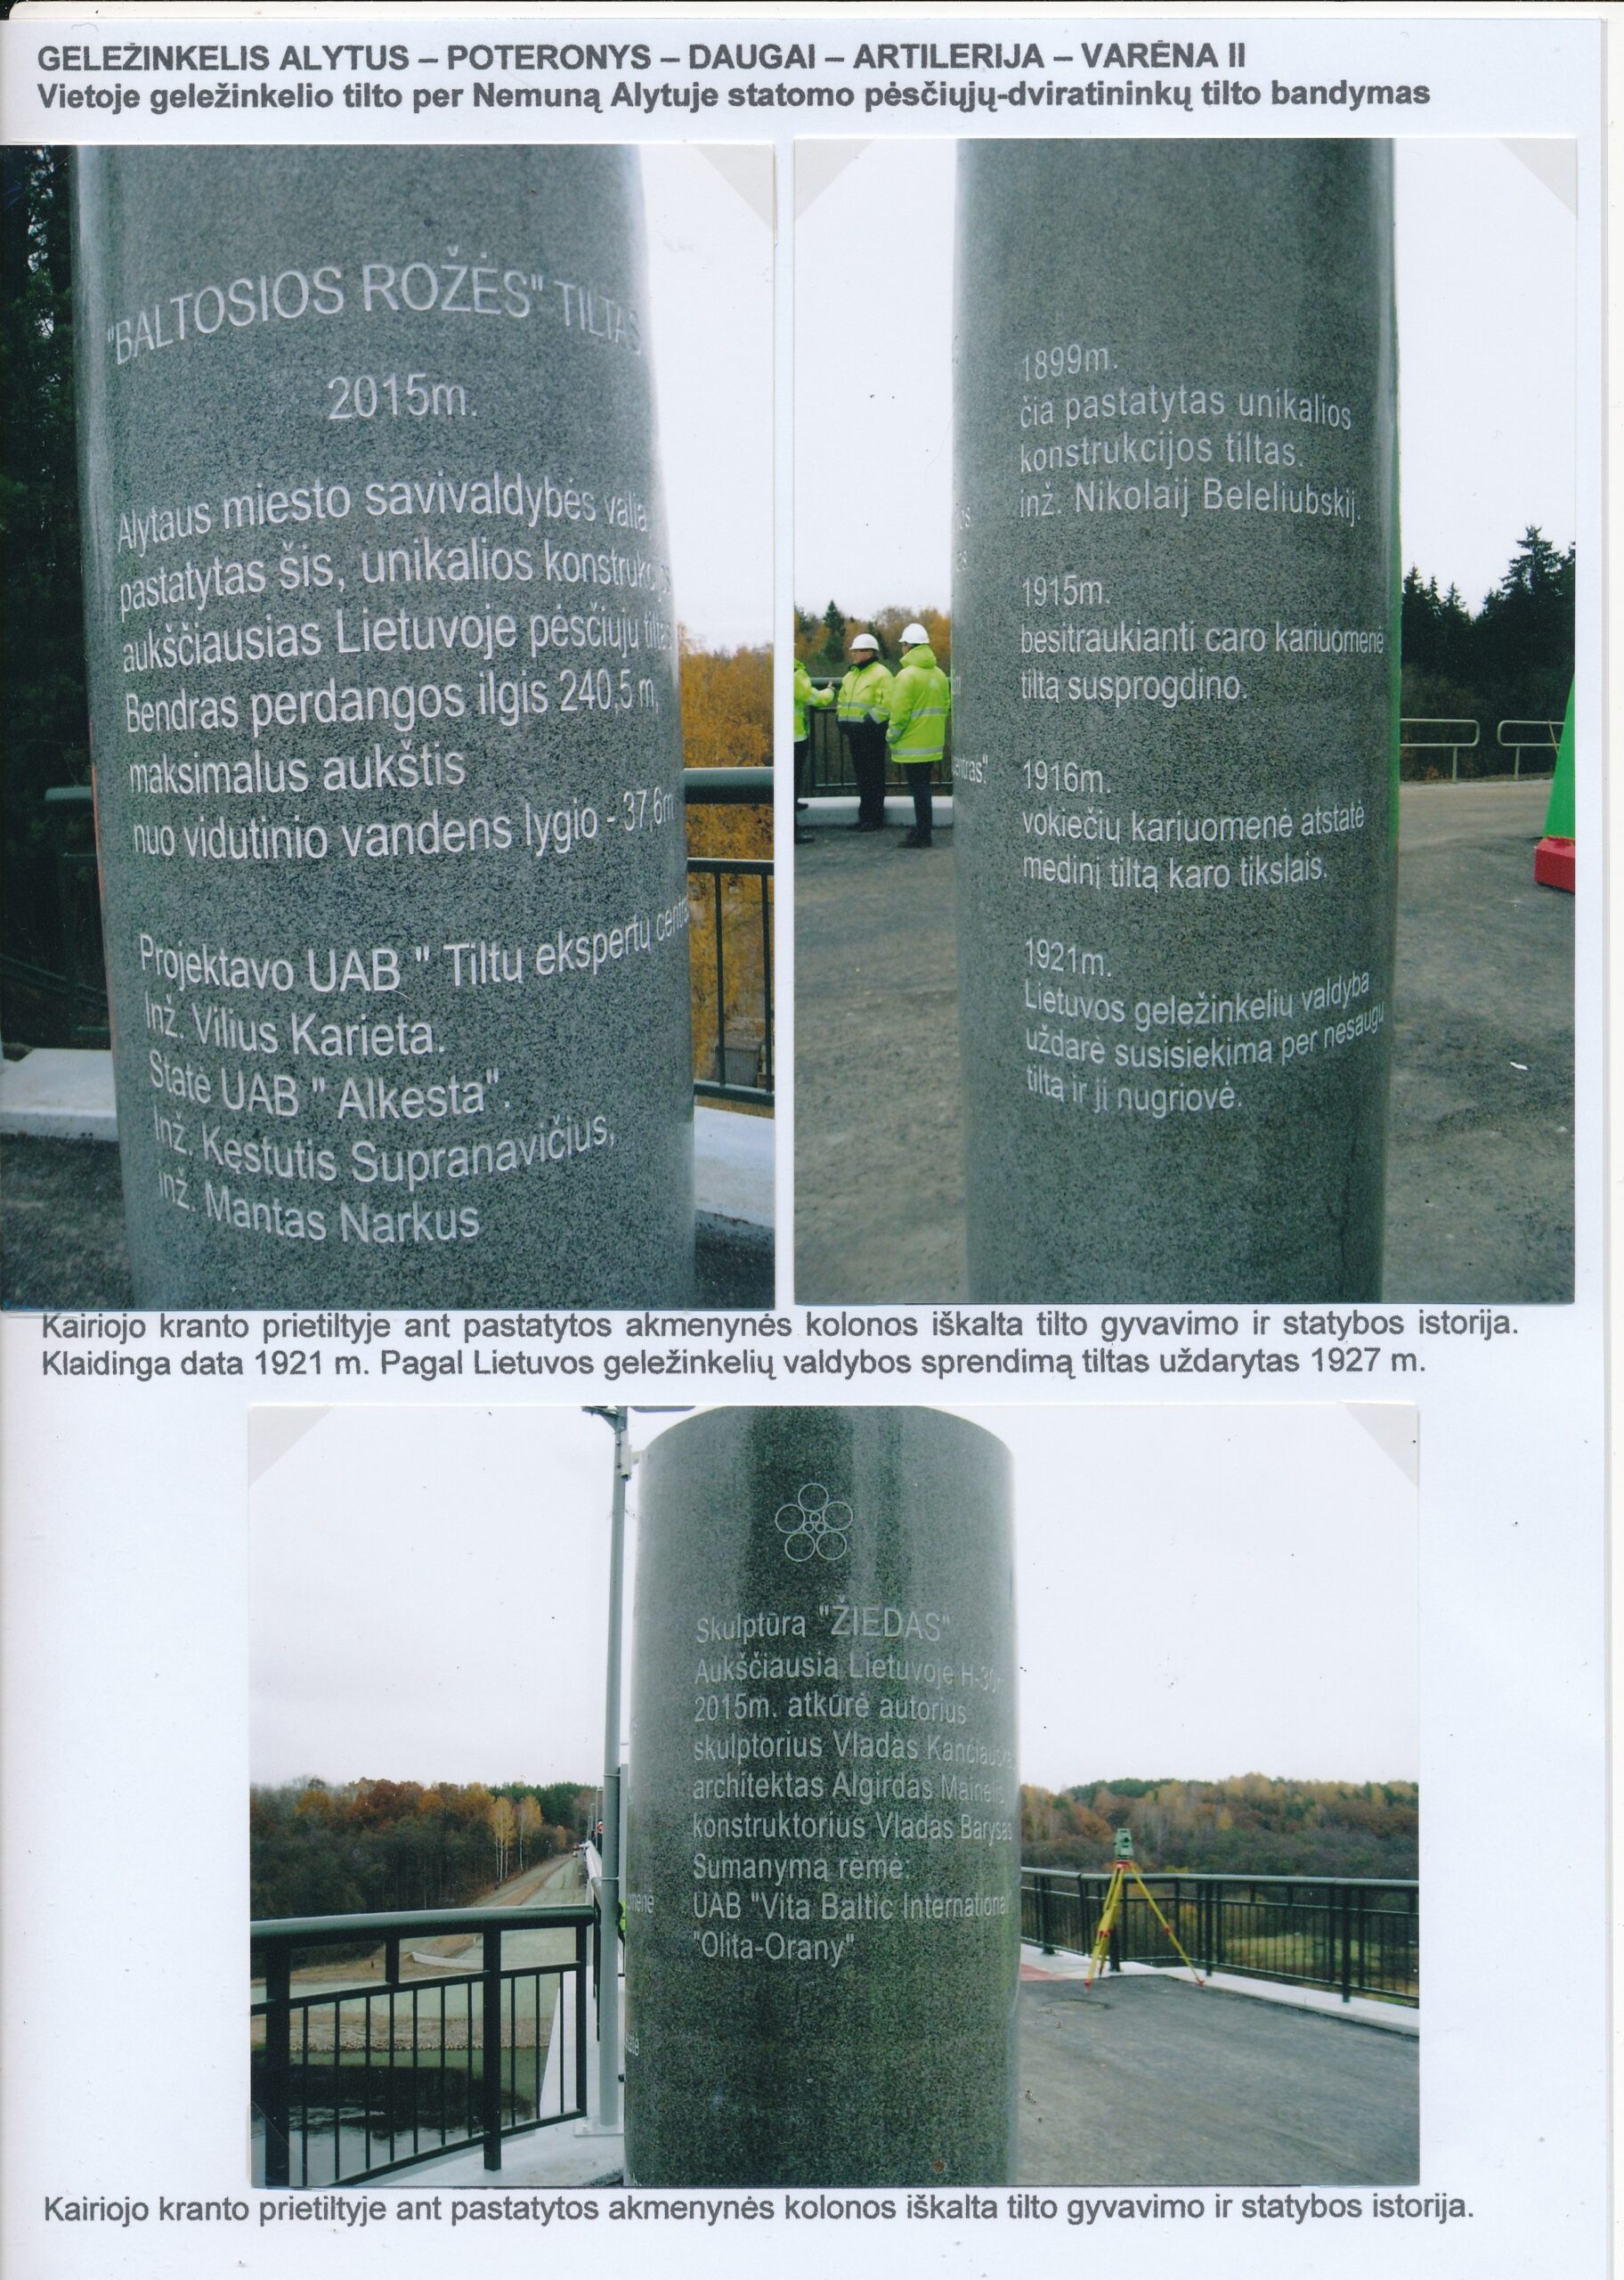 GELEŽINKELIS ALYTUS – POTERONYS – DAUGAI – ARTILERIJA – VARĖNA II
Vietoje geležinkelio tilto per Nemuną Alytuje statomo pėsčiųjų-dviratininkų tilto bandymas
"BALTOSIOS ROŽĖS" TILTAS
2015m.
Alytaus miesto savivaldybės valia
pastatytas šis, unikalios
aukščiausias Lietuvoje pėsčiųjų tiltas
Bendras perdangos ilgis 240,5 m,
maksimalus aukštis
nuo vidutinio vandens lygio - 37,6m
Projektavo UAB " Tiltų ekspertų
Inž. Vilius Karieta.
Statė UAB " Alkesta".
Inž. Kęstutis Supranavičius,
Inž. Mantas Narkus
1899m.
čia pastatytas unikalios
konstrukcijos tiltas.
inž. Nikolaij Beleliubskij.
1915m.
besitraukianti caro kariuomenė
tiltą susprogdino.
1916m.
vokiečių kariuomenė atstatė
medinį tiltą karo tikslais.
1921m.
Lietuvos geležinkelių valdyba
uždarė susisiekimą per nesaugų
tiltą ir jį nugriovė.
Kairiojo kranto prietiltyje ant pastatytos akmenynės kolonos iškalta tilto gyvavimo ir statybos istorija.
Klaidinga data 1921 m. Pagal Lietuvos geležinkelių valdybos sprendimą tiltas uždarytas 1927 m.
Skulptūra "ŽIEDAS"
Aukščiausia Lietuvoje
2015m. atkūrė autorius
skulptorius Vladas
architektas Algirdas
konstruktorius Vladas Barysas
Sumanymą rėmė:
UAB "Vita Baltic International"
"Olita-Orany"
Kairiojo kranto prietiltyje ant pastatytos akmenynės kolonos iškalta tilto gyvavimo ir statybos istorija.